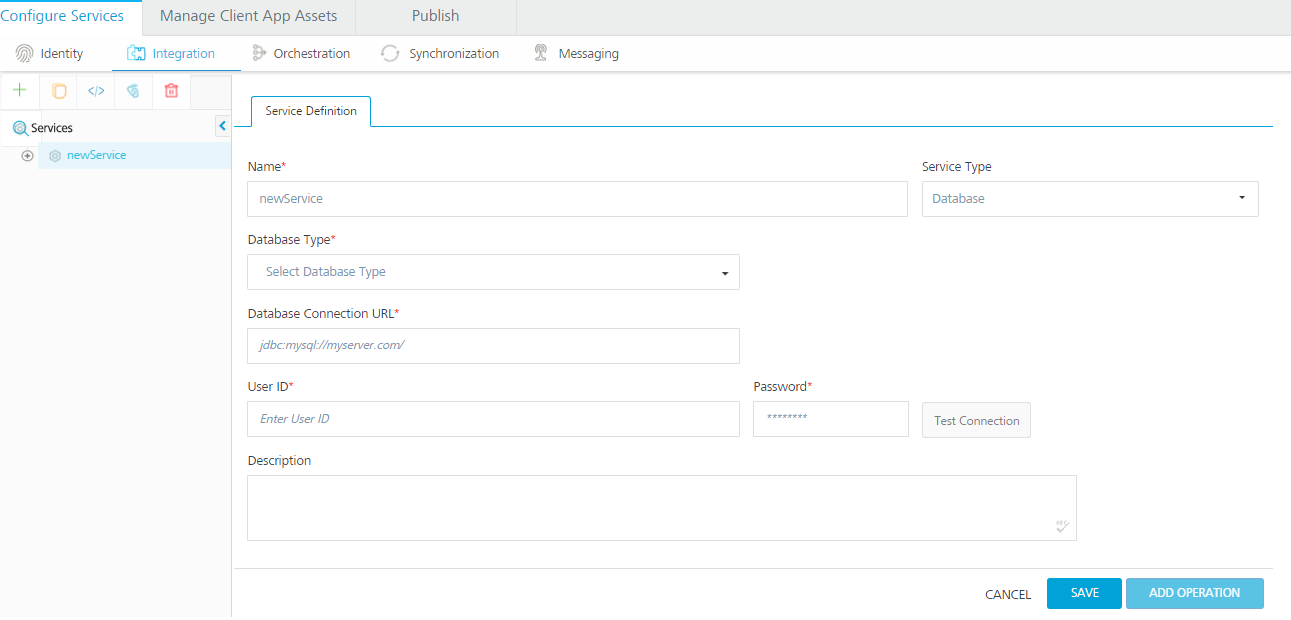 Configure Services Manage Client App Assets Publish
Identity Integration Orchestration Synchronization Messaging
</>
Services
newService
Service Definition
Name* Service Type
newService Database
Database Type*
Select Database Type
Database Connection URL*
jdbc:mysql://myserver.com/
User ID* Password*
Enter User ID ******** Test Connection
Description
CANCEL SAVE ADD OPERATION